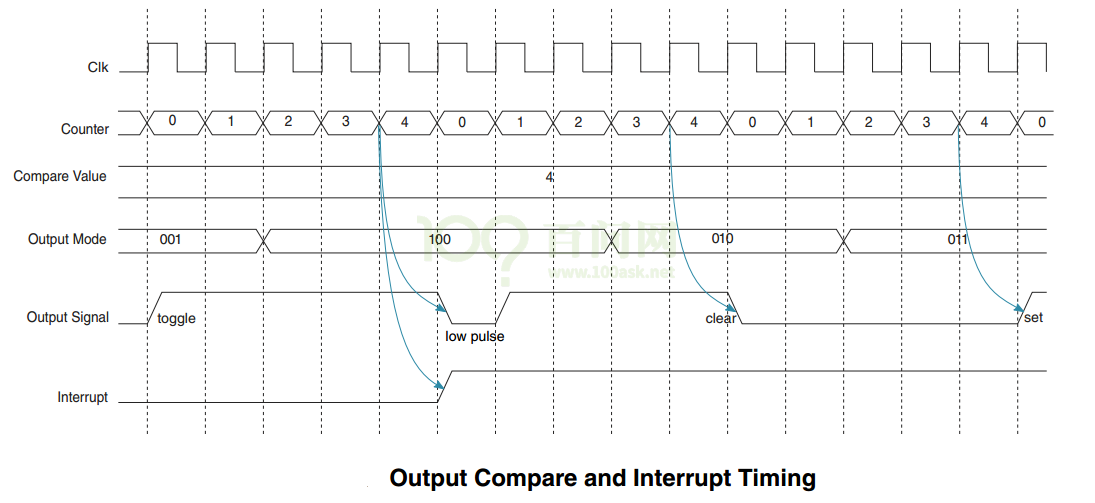 Clk
Counter 0 1 2 3 4 0 1 2 3 4 0 1 2 3 4 0
Compare Value 4
Output Mode 001 100 010 011
100 百问网
www.100ask.net
Output Signal toggle low pulse clear set
Interrupt
Output Compare and Interrupt Timing